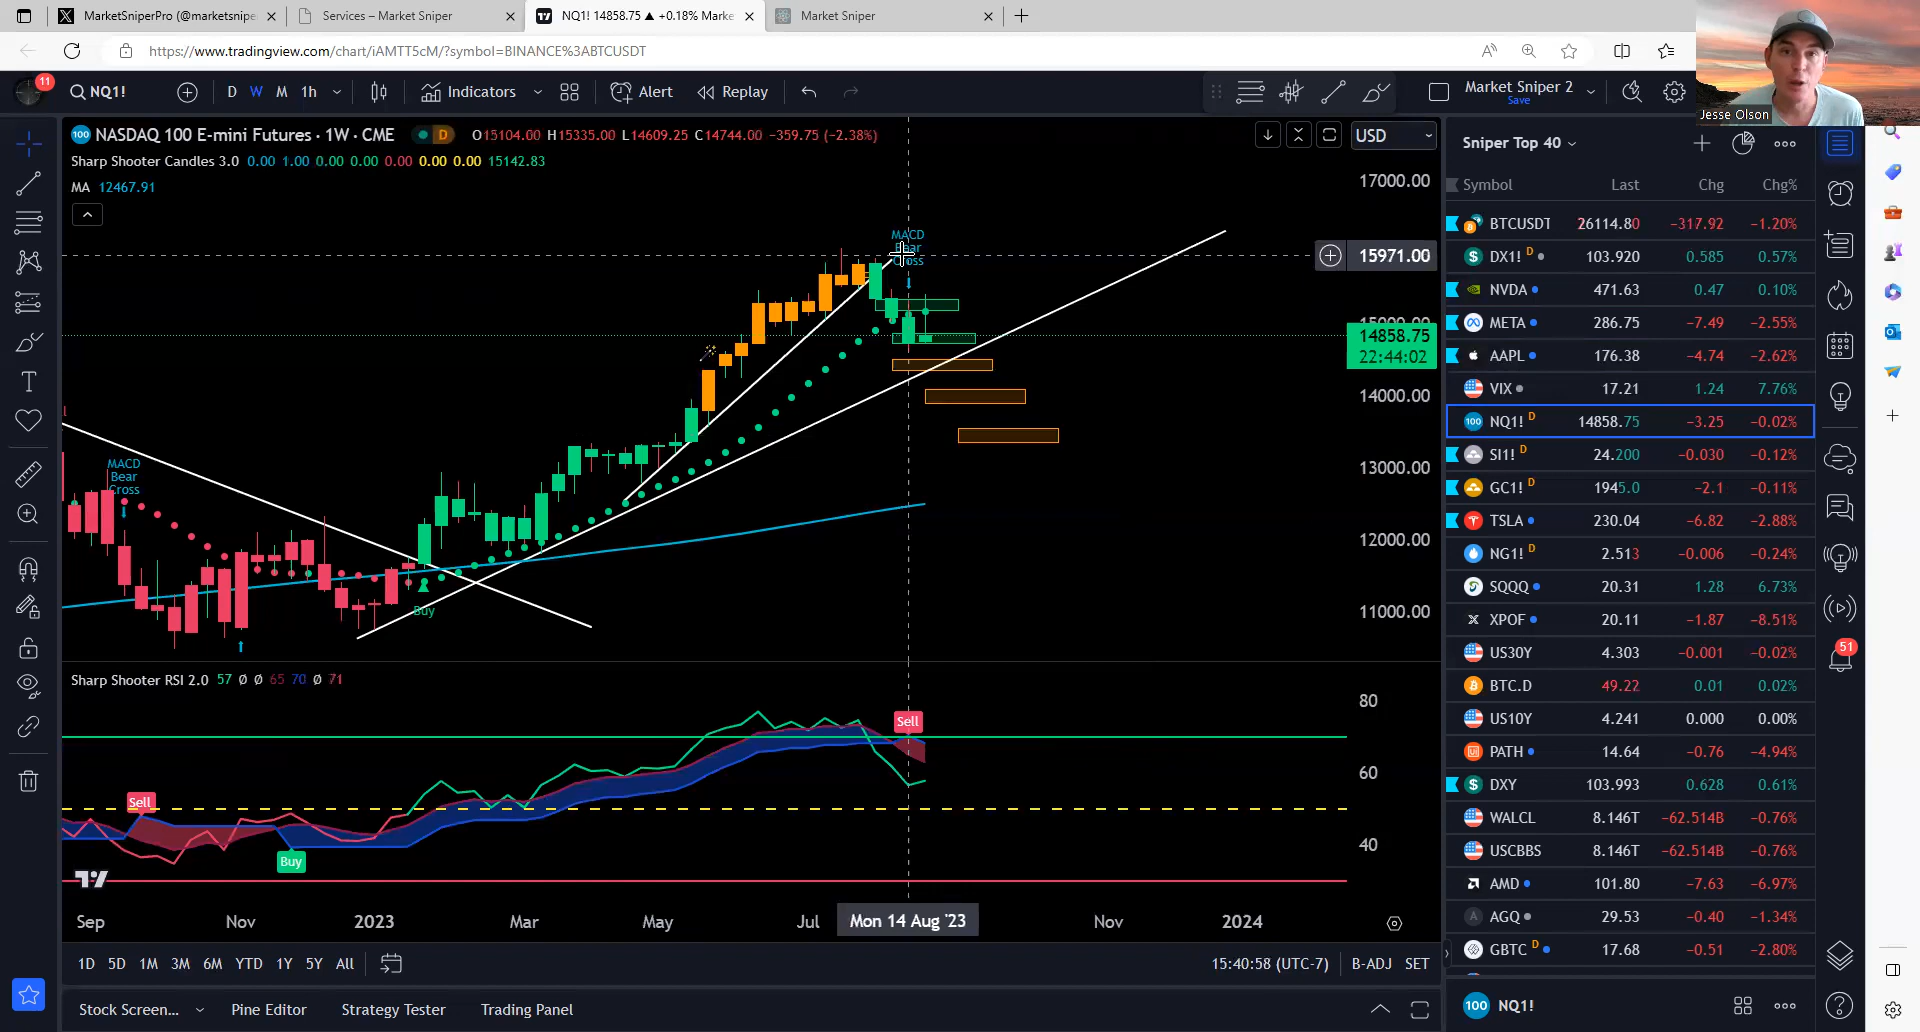 MarketSniperPro (@marketsnipe
Services – Market Sniper
NQ1! 14858.75 ▲ +0.18% Marke
Market Sniper
https://www.tradingview.com/chart/iAMTT5cM/?symbol=BINANCE%3ABTCUSDT
11
NQ1!
D W M 1h
Indicators
Alert
Replay
Market Sniper 2
Save
Jesse Olson
100 NASDAQ 100 E-mini Futures · 1W · CME D O15104.00 H15335.00 L14609.25 C14744.00 −359.75 (−2.38%)
USD
Sharp Shooter Candles 3.0 0.00 1.00 0.00 0.00 0.00 0.00 0.00 15142.83
MA 12467.91
MACD
Bear
Cross
MACD
Bear
Cross
Buy
17000.00
15971.00
15000.00
14858.75
22:44:02
14000.00
13000.00
12000.00
11000.00
Sharp Shooter RSI 2.0 57 Ø Ø 65 70 Ø 71
Sell
Buy
Sell
80
60
40
Sep Nov 2023 Mar May Jul Mon 14 Aug '23 Nov 2024
1D 5D 1M 3M 6M YTD 1Y 5Y All
15:40:58 (UTC-7) B-ADJ SET
Stock Screen... Pine Editor Strategy Tester Trading Panel
Sniper Top 40
Symbol Last Chg Chg%
BTCUSDT 26114.80 −317.92 −1.20%
DX1! D 103.920 0.585 0.57%
NVDA 471.63 0.47 0.10%
META 286.75 −7.49 −2.55%
AAPL 176.38 −4.74 −2.62%
VIX 17.21 1.24 7.76%
100 NQ1! D 14858.75 −3.25 −0.02%
SI1! D 24.200 −0.030 −0.12%
GC1! D 1945.0 −2.1 −0.11%
TSLA 230.04 −6.82 −2.88%
NG1! D 2.513 −0.006 −0.24%
SQQQ 20.31 1.28 6.73%
XPOF 20.11 −1.87 −8.51%
US30Y 4.303 −0.001 −0.02%
BTC.D 49.22 0.01 0.02%
US10Y 4.241 0.000 0.00%
PATH 14.64 −0.76 −4.94%
DXY 103.993 0.628 0.61%
WALCL 8.146T −62.514B −0.76%
USCBBS 8.146T −62.514B −0.76%
AMD 101.80 −7.63 −6.97%
AGQ 29.53 −0.40 −1.34%
GBTC D 17.68 −0.51 −2.80%
100 NQ1!
51